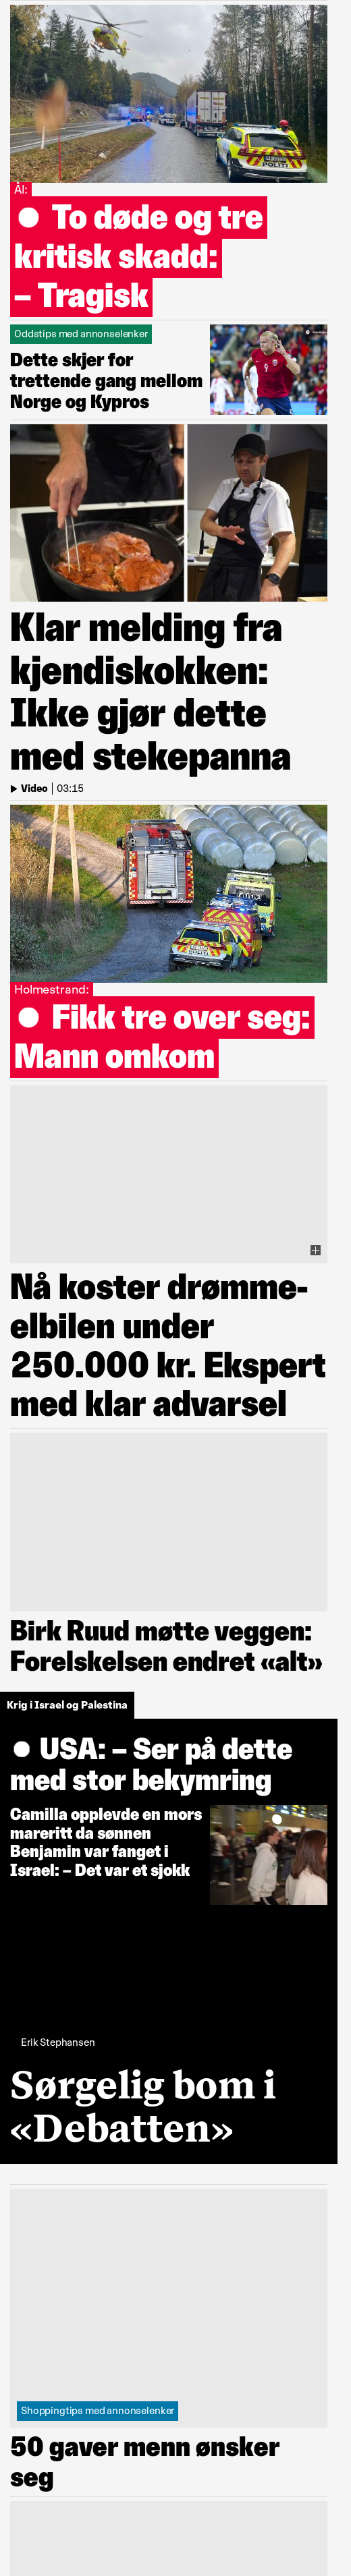 Ål:
To døde og tre
kritisk skadd:
– Tragisk
Oddstips med annonselenker
Dette skjer for
trettende gang mellom
Norge og Kypros
Klar melding fra
kjendiskokken:
Ikke gjør dette
med stekepanna
Video | 03:15
Holmestrand:
Fikk tre over seg:
Mann omkom
Nå koster drømme-
elbilen under
250.000 kr. Ekspert
med klar advarsel
Birk Ruud møtte veggen:
Forelskelsen endret «alt»
Krig i Israel og Palestina
USA: – Ser på dette
med stor bekymring
Camilla opplevde en mors
mareritt da sønnen
Benjamin var fanget i
Israel: – Det var et sjokk
Erik Stephansen
Sørgelig bom i
«Debatten»
Shoppingtips med annonselenker
50 gaver menn ønsker
seg